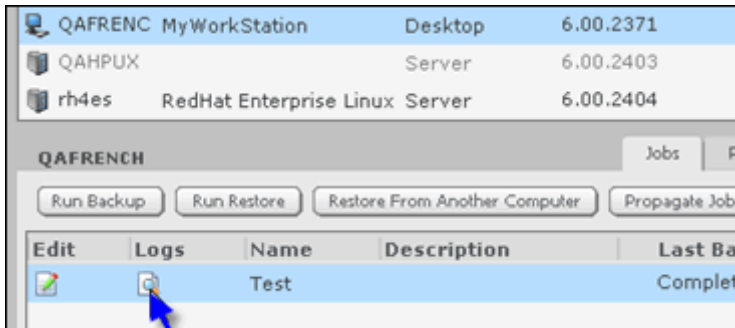 QAFRENC MyWorkStation Desktop 6.00.2371
QAHPUX Server 6.00.2403
rh4es RedHat Enterprise Linux Server 6.00.2404
QAFRENCH Jobs P
Run Backup Run Restore Restore From Another Computer Propagate Job
Edit Logs Name Description Last Ba
Test Complet